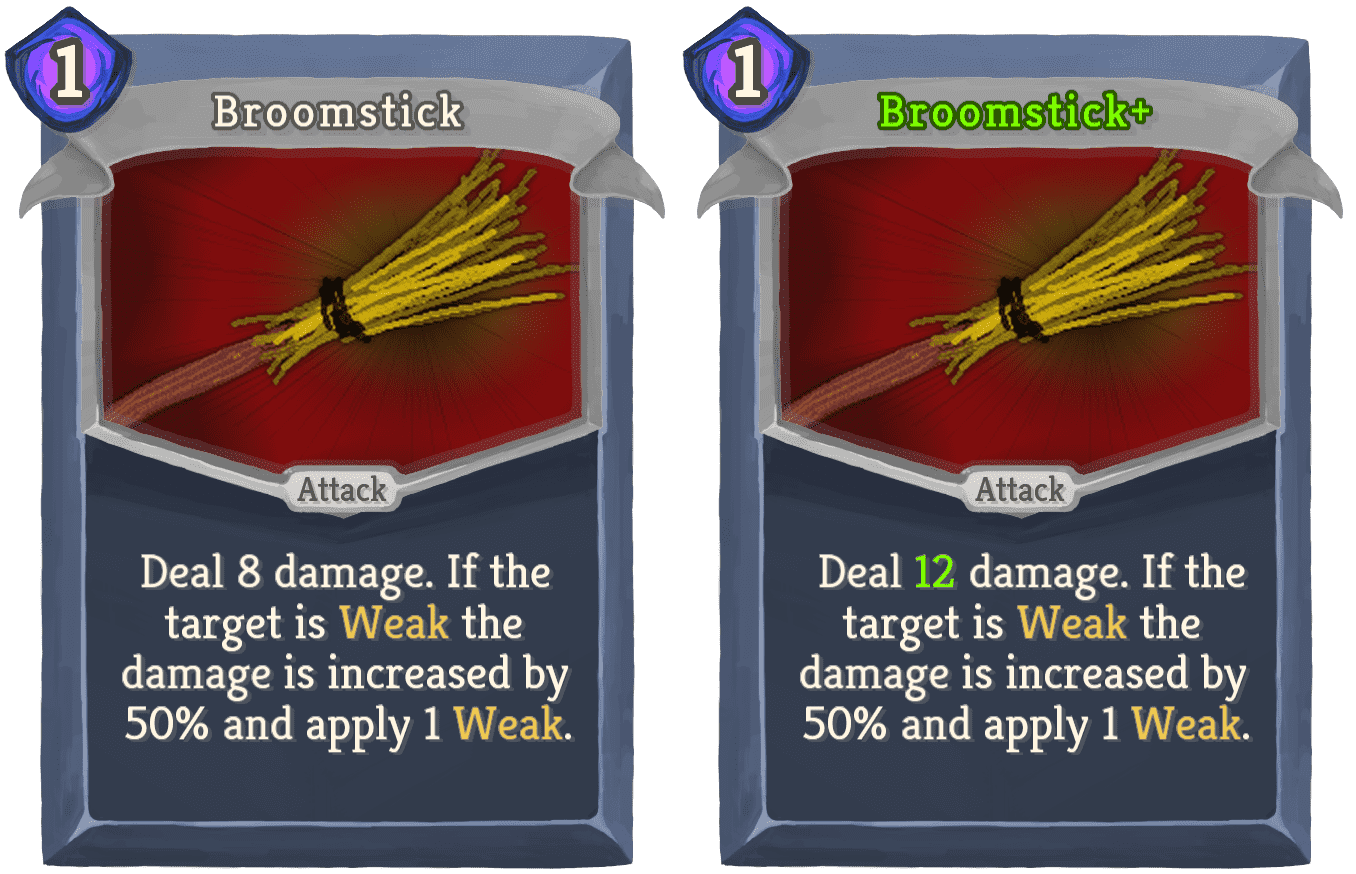 1
Broomstick
Attack
Deal 8 damage. If the
target is Weak the
damage is increased by
50% and apply 1 Weak.
1
Broomstick+
Attack
Deal 12 damage. If the
target is Weak the
damage is increased by
50% and apply 1 Weak.